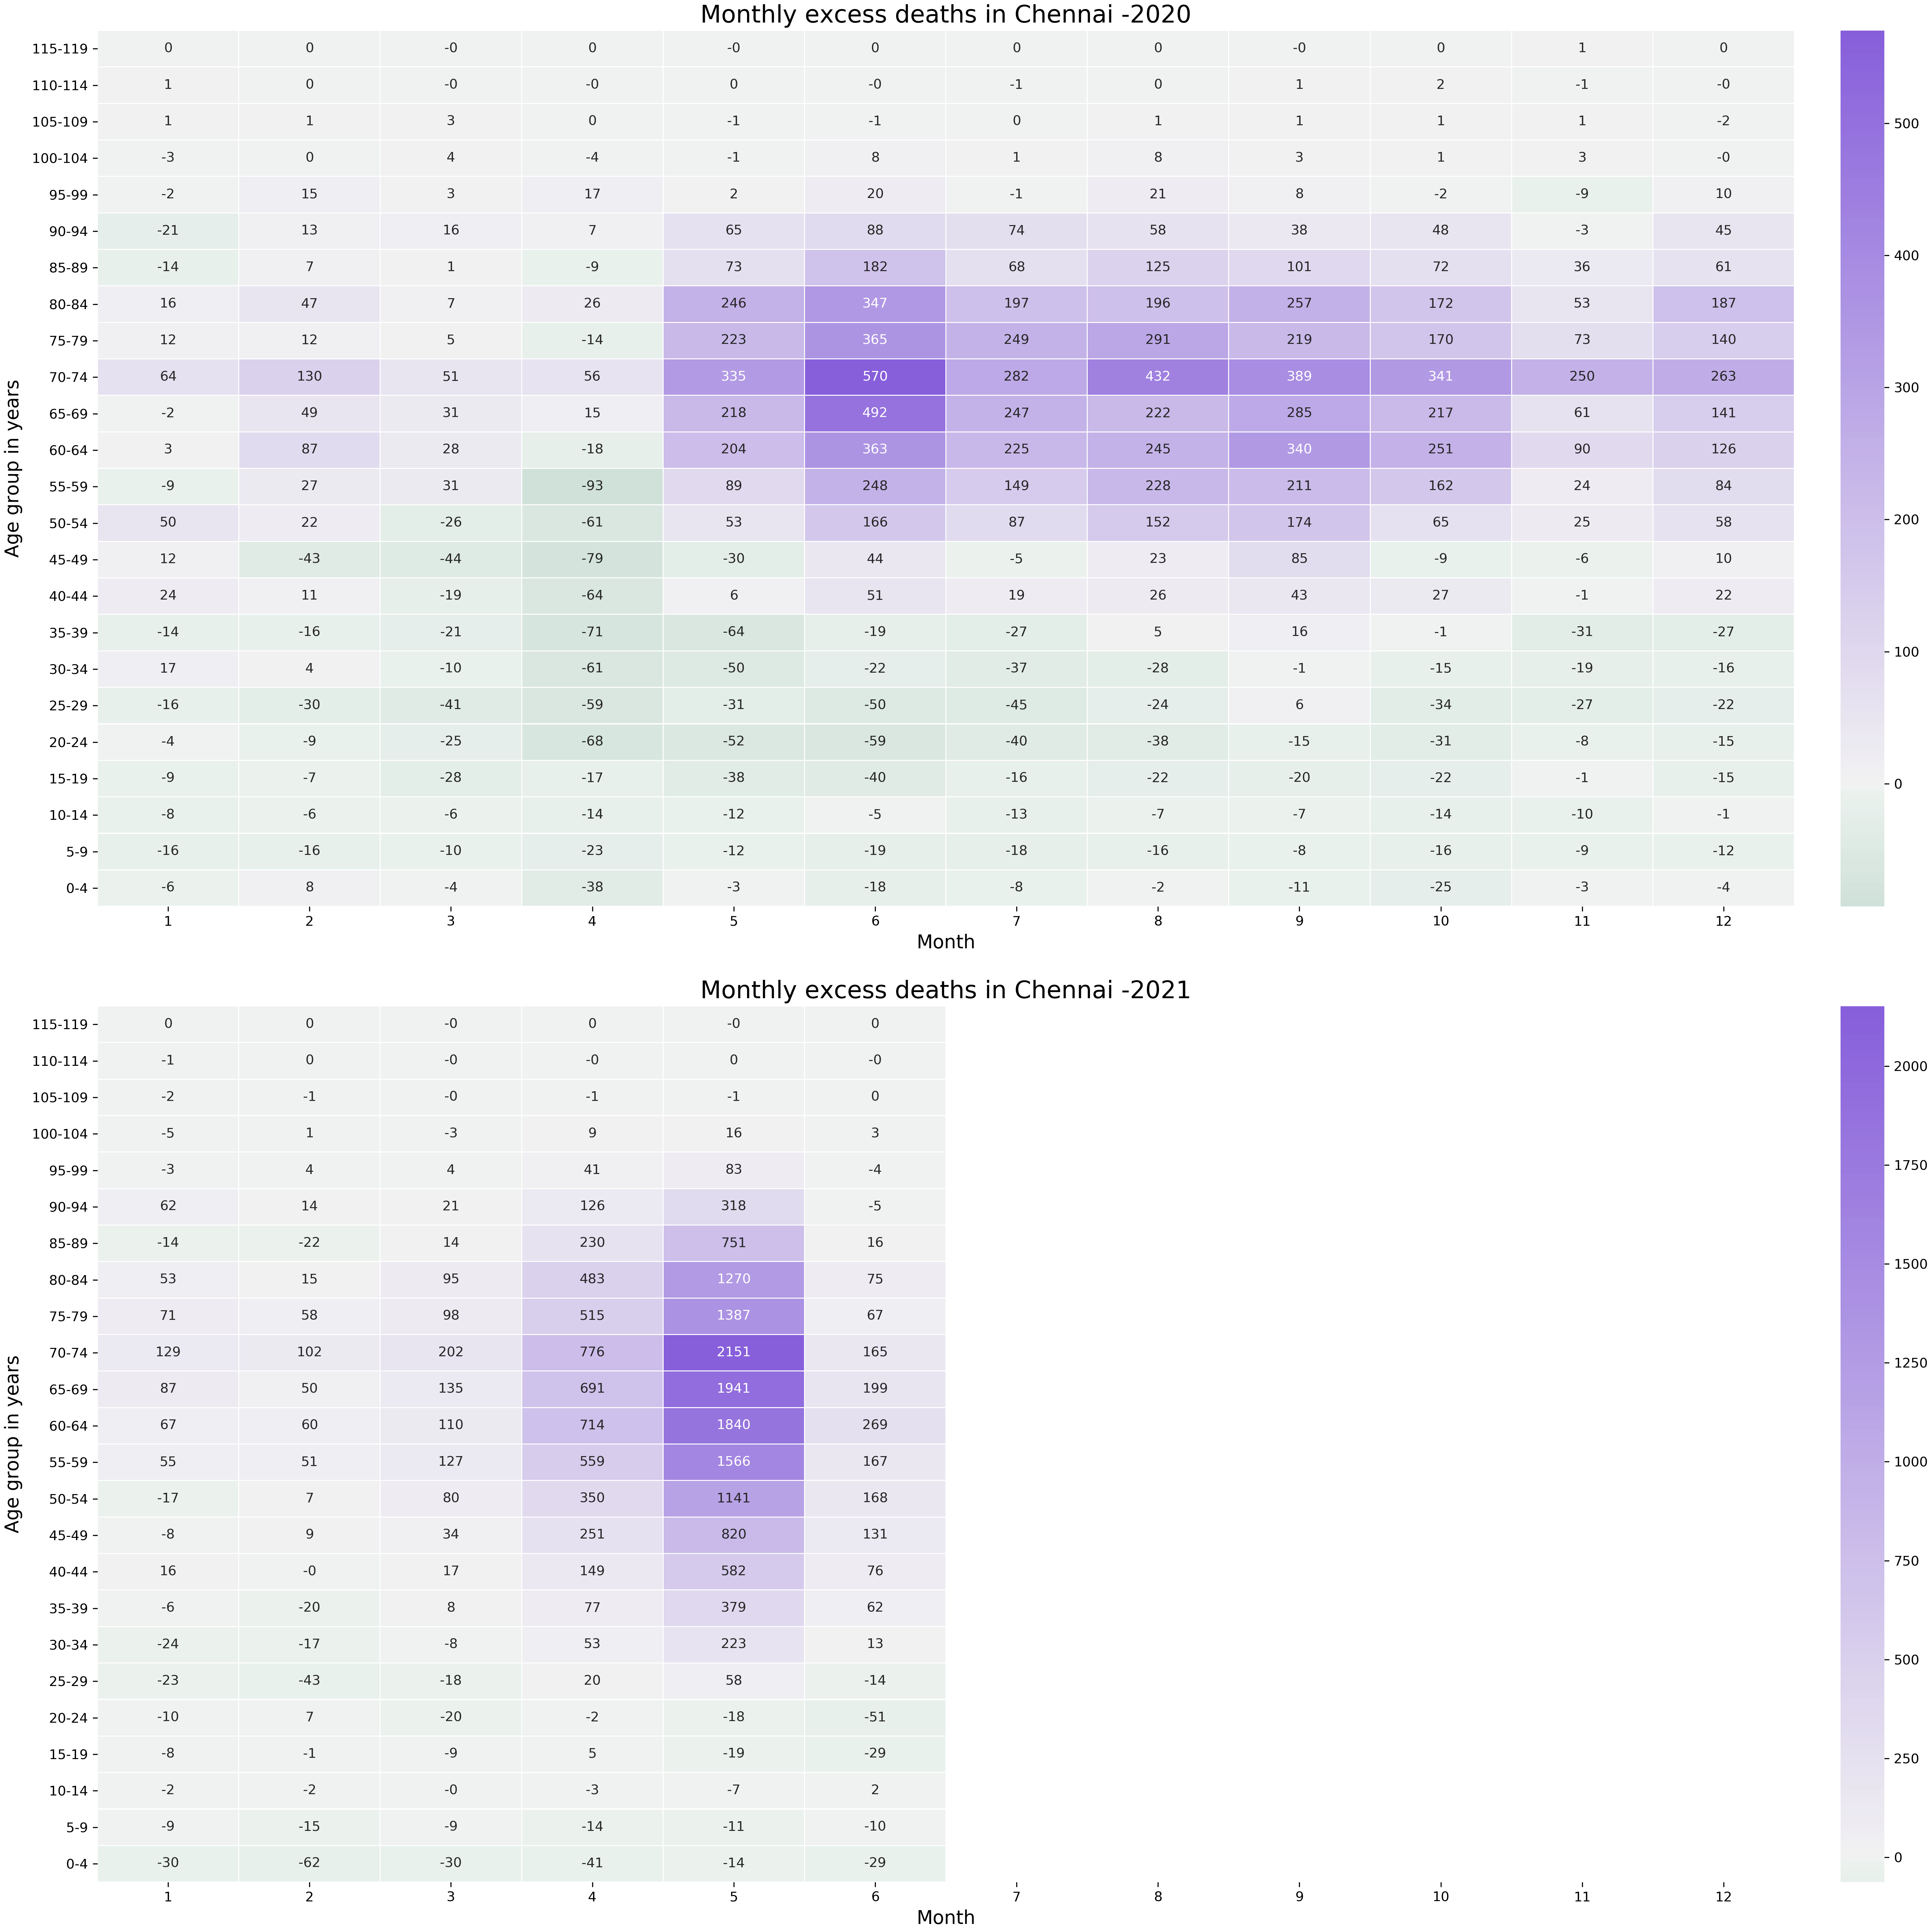 Monthly excess deaths in Chennai -2020
115-119 0 0 -0 0 -0 0 0 0 -0 0 1 0
110-114 1 0 -0 -0 0 -0 -1 0 1 2 -1 -0
105-109 1 1 3 0 -1 -1 0 1 1 1 1 -2
100-104 -3 0 4 -4 -1 8 1 8 3 1 3 -0
95-99 -2 15 3 17 2 20 -1 21 8 -2 -9 10
90-94 -21 13 16 7 65 88 74 58 38 48 -3 45
85-89 -14 7 1 -9 73 182 68 125 101 72 36 61
80-84 16 47 7 26 246 347 197 196 257 172 53 187
75-79 12 12 5 -14 223 365 249 291 219 170 73 140
70-74 64 130 51 56 335 570 282 432 389 341 250 263
65-69 -2 49 31 15 218 492 247 222 285 217 61 141
60-64 3 87 28 -18 204 363 225 245 340 251 90 126
55-59 -9 27 31 -93 89 248 149 228 211 162 24 84
50-54 50 22 -26 -61 53 166 87 152 174 65 25 58
45-49 12 -43 -44 -79 -30 44 -5 23 85 -9 -6 10
40-44 24 11 -19 -64 6 51 19 26 43 27 -1 22
35-39 -14 -16 -21 -71 -64 -19 -27 5 16 -1 -31 -27
30-34 17 4 -10 -61 -50 -22 -37 -28 -1 -15 -19 -16
25-29 -16 -30 -41 -59 -31 -50 -45 -24 6 -34 -27 -22
20-24 -4 -9 -25 -68 -52 -59 -40 -38 -15 -31 -8 -15
15-19 -9 -7 -28 -17 -38 -40 -16 -22 -20 -22 -1 -15
10-14 -8 -6 -6 -14 -12 -5 -13 -7 -7 -14 -10 -1
5-9 -16 -16 -10 -23 -12 -19 -18 -16 -8 -16 -9 -12
0-4 -6 8 -4 -38 -3 -18 -8 -2 -11 -25 -3 -4
1 2 3 4 5 6 7 8 9 10 11 12
Month
Age group in years
500
400
300
200
100
0
Monthly excess deaths in Chennai -2021
115-119 0 0 -0 0 -0 0
110-114 -1 0 -0 -0 0 -0
105-109 -2 -1 -0 -1 -1 0
100-104 -5 1 -3 9 16 3
95-99 -3 4 4 41 83 -4
90-94 62 14 21 126 318 -5
85-89 -14 -22 14 230 751 16
80-84 53 15 95 483 1270 75
75-79 71 58 98 515 1387 67
70-74 129 102 202 776 2151 165
65-69 87 50 135 691 1941 199
60-64 67 60 110 714 1840 269
55-59 55 51 127 559 1566 167
50-54 -17 7 80 350 1141 168
45-49 -8 9 34 251 820 131
40-44 16 -0 17 149 582 76
35-39 -6 -20 8 77 379 62
30-34 -24 -17 -8 53 223 13
25-29 -23 -43 -18 20 58 -14
20-24 -10 7 -20 -2 -18 -51
15-19 -8 -1 -9 5 -19 -29
10-14 -2 -2 -0 -3 -7 2
5-9 -9 -15 -9 -14 -11 -10
0-4 -30 -62 -30 -41 -14 -29
1 2 3 4 5 6 7 8 9 10 11 12
Month
Age group in years
2000
1750
1500
1250
1000
750
500
250
0